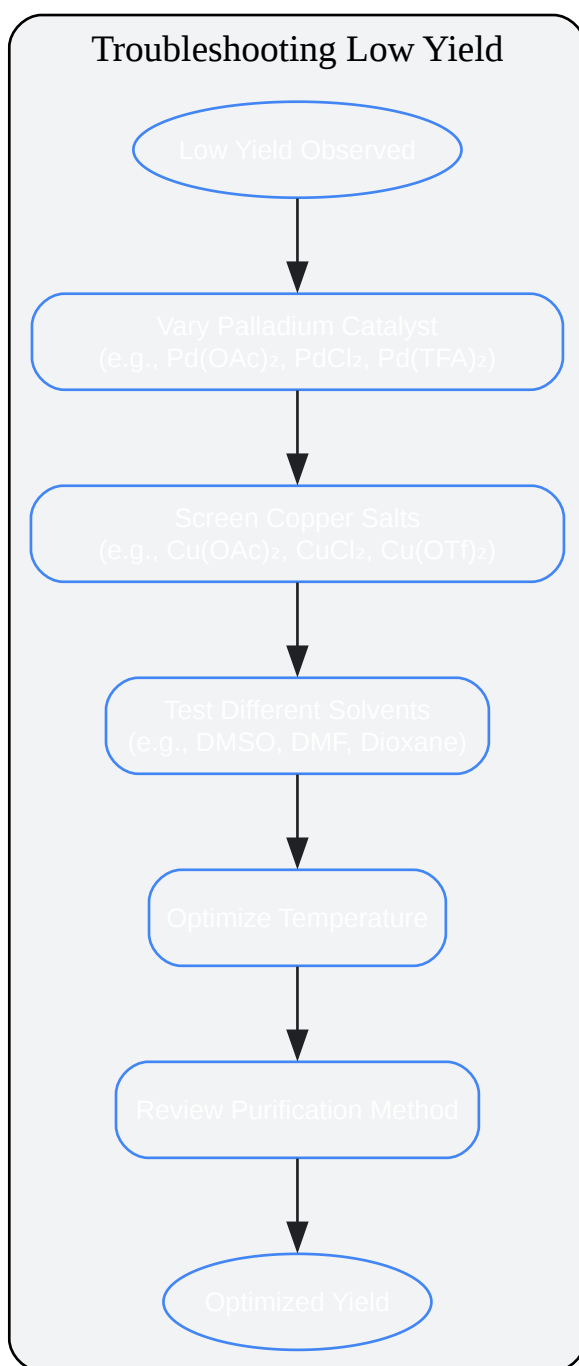 Troubleshooting Low Yield
Low Yield Observed
Vary Palladium Catalyst
(e.g., Pd(OAc)₂, PdCl₂, Pd(TFA)₂)
Screen Copper Salts
(e.g., Cu(OAc)₂, CuCl₂, Cu(OTf)₂)
Test Different Solvents
(e.g., DMSO, DMF, Dioxane)
Optimize Temperature
Review Purification Method
Optimized Yield